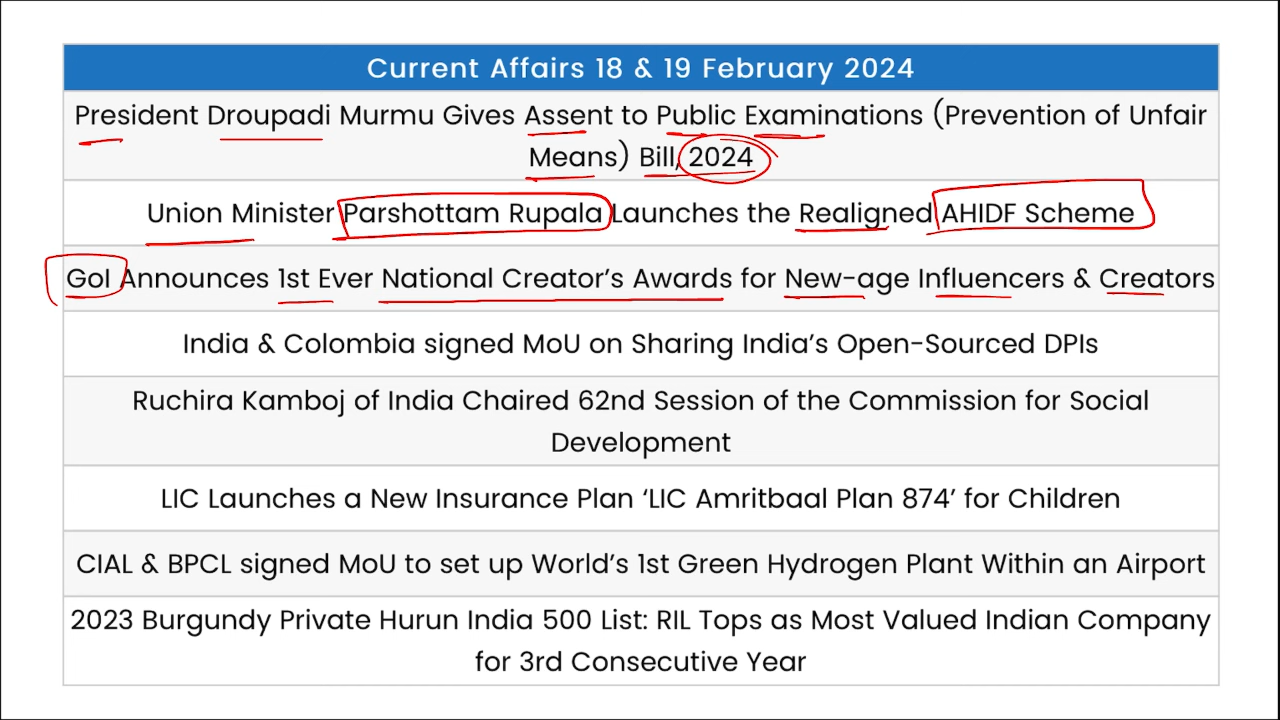 Current Affairs 18 & 19 February 2024
President Droupadi Murmu Gives Assent to Public Examinations (Prevention of Unfair
Means) Bill, 2024
Union Minister Parshottam Rupala Launches the Realigned AHIDF Scheme
GoI Announces 1st Ever National Creator’s Awards for New-age Influencers & Creators
India & Colombia signed MoU on Sharing India’s Open-Sourced DPIs
Ruchira Kamboj of India Chaired 62nd Session of the Commission for Social
Development
LIC Launches a New Insurance Plan ‘LIC Amritbaal Plan 874’ for Children
CIAL & BPCL signed MoU to set up World’s 1st Green Hydrogen Plant Within an Airport
2023 Burgundy Private Hurun India 500 List: RIL Tops as Most Valued Indian Company
for 3rd Consecutive Year